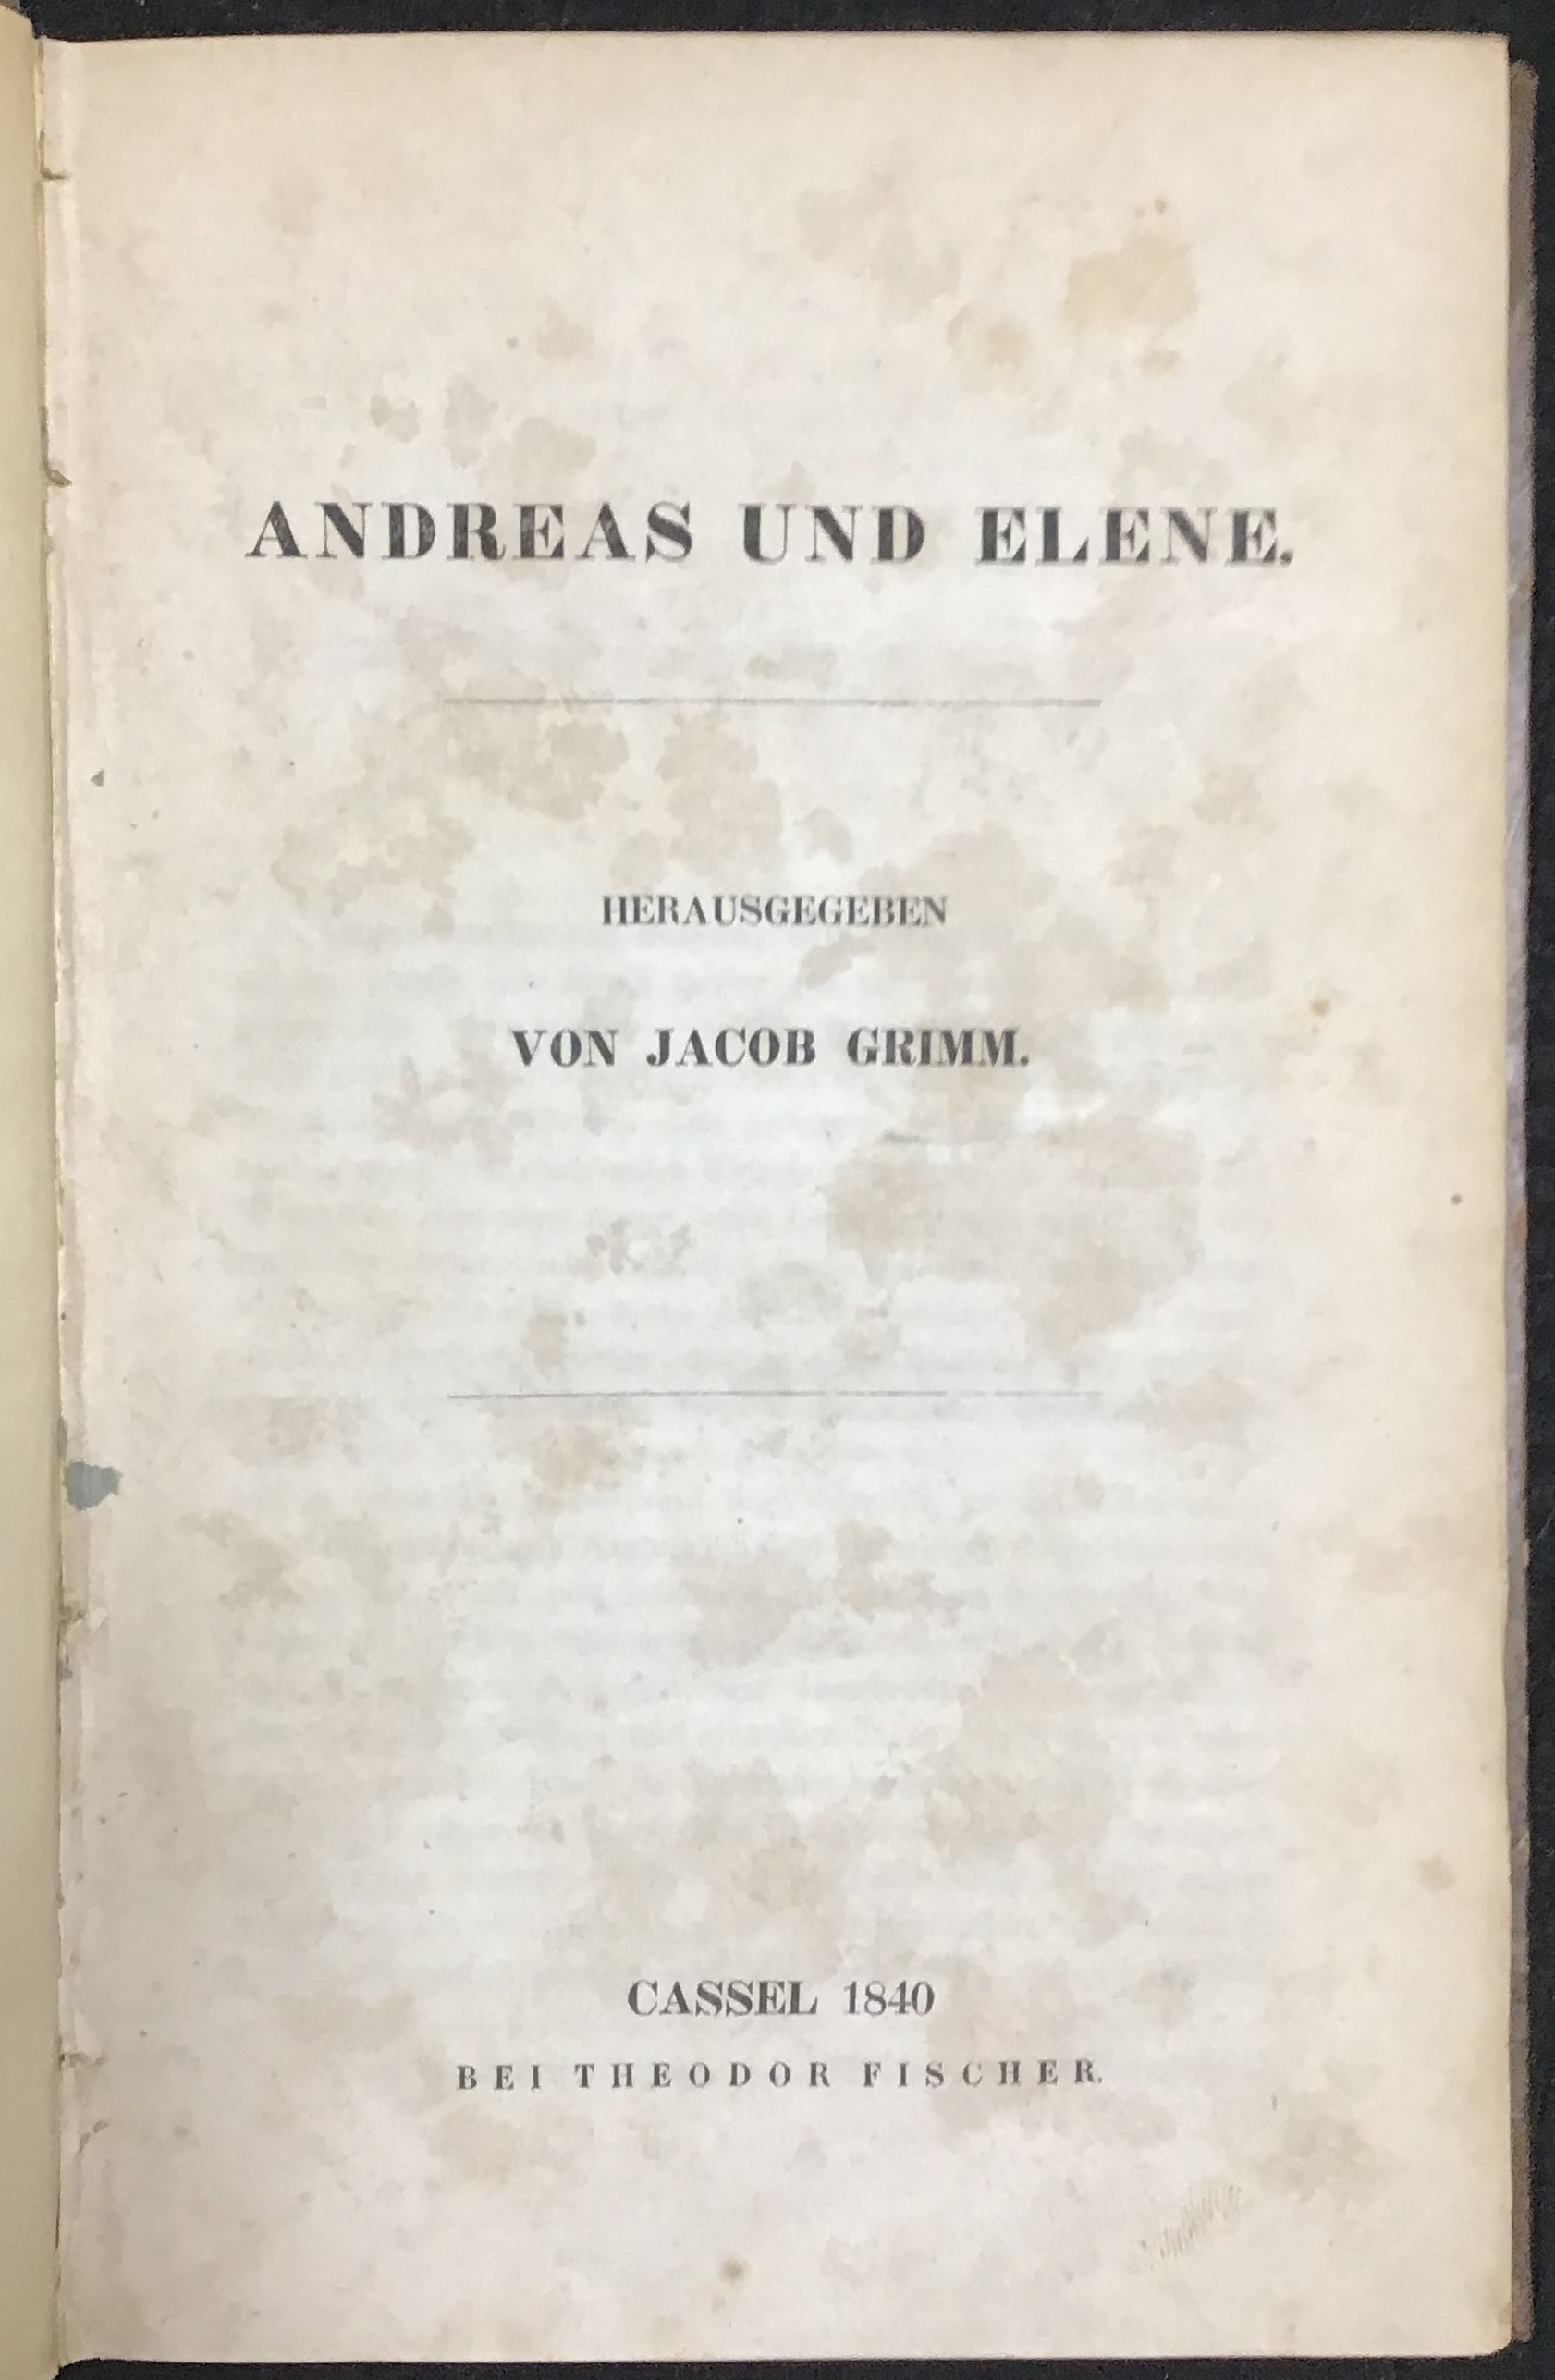 ANDREAS UND ELENE.
HERAUSGEGEBEN
VON JACOB GRIMM.
CASSEL 1840
BEI THEODOR FISCHER.